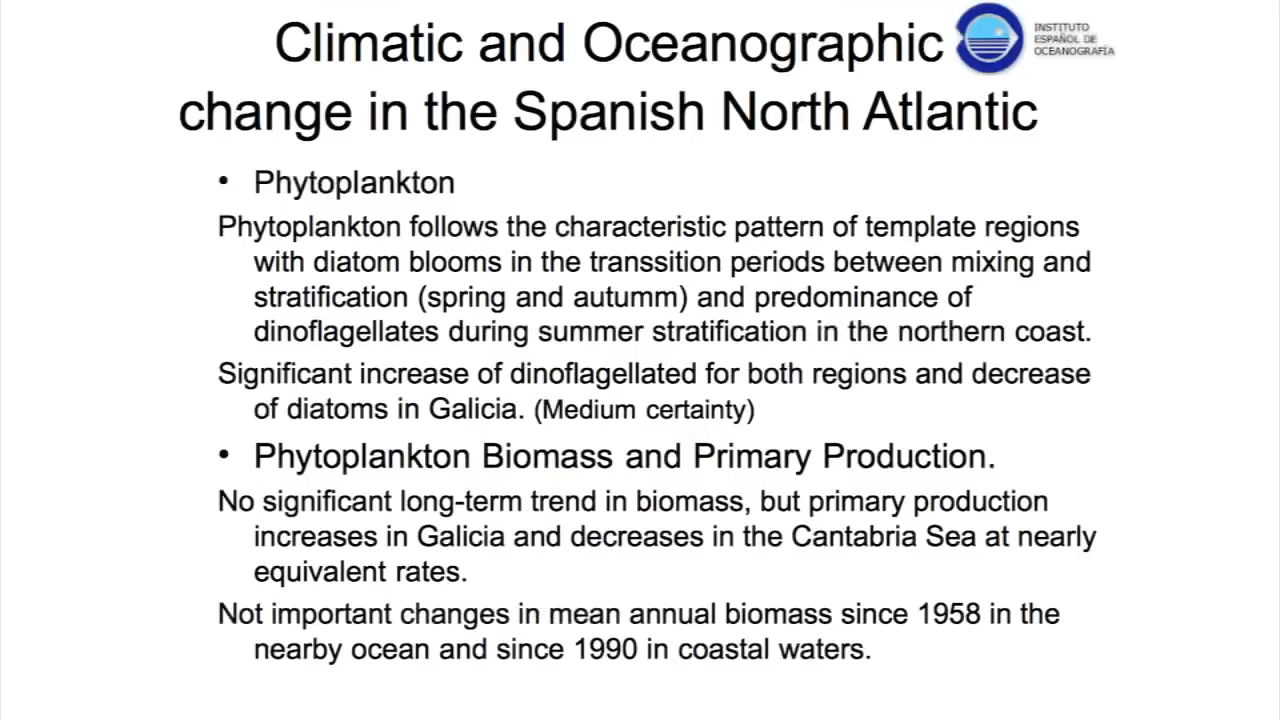 Climatic and Oceanographic
change in the Spanish North Atlantic
INSTITUTO
ESPAÑOL DE
OCEANOGRAFÍA
• Phytoplankton
Phytoplankton follows the characteristic pattern of template regions
with diatom blooms in the transsition periods between mixing and
stratification (spring and autumm) and predominance of
dinoflagellates during summer stratification in the northern coast.
Significant increase of dinoflagellated for both regions and decrease
of diatoms in Galicia. (Medium certainty)
• Phytoplankton Biomass and Primary Production.
No significant long-term trend in biomass, but primary production
increases in Galicia and decreases in the Cantabria Sea at nearly
equivalent rates.
Not important changes in mean annual biomass since 1958 in the
nearby ocean and since 1990 in coastal waters.